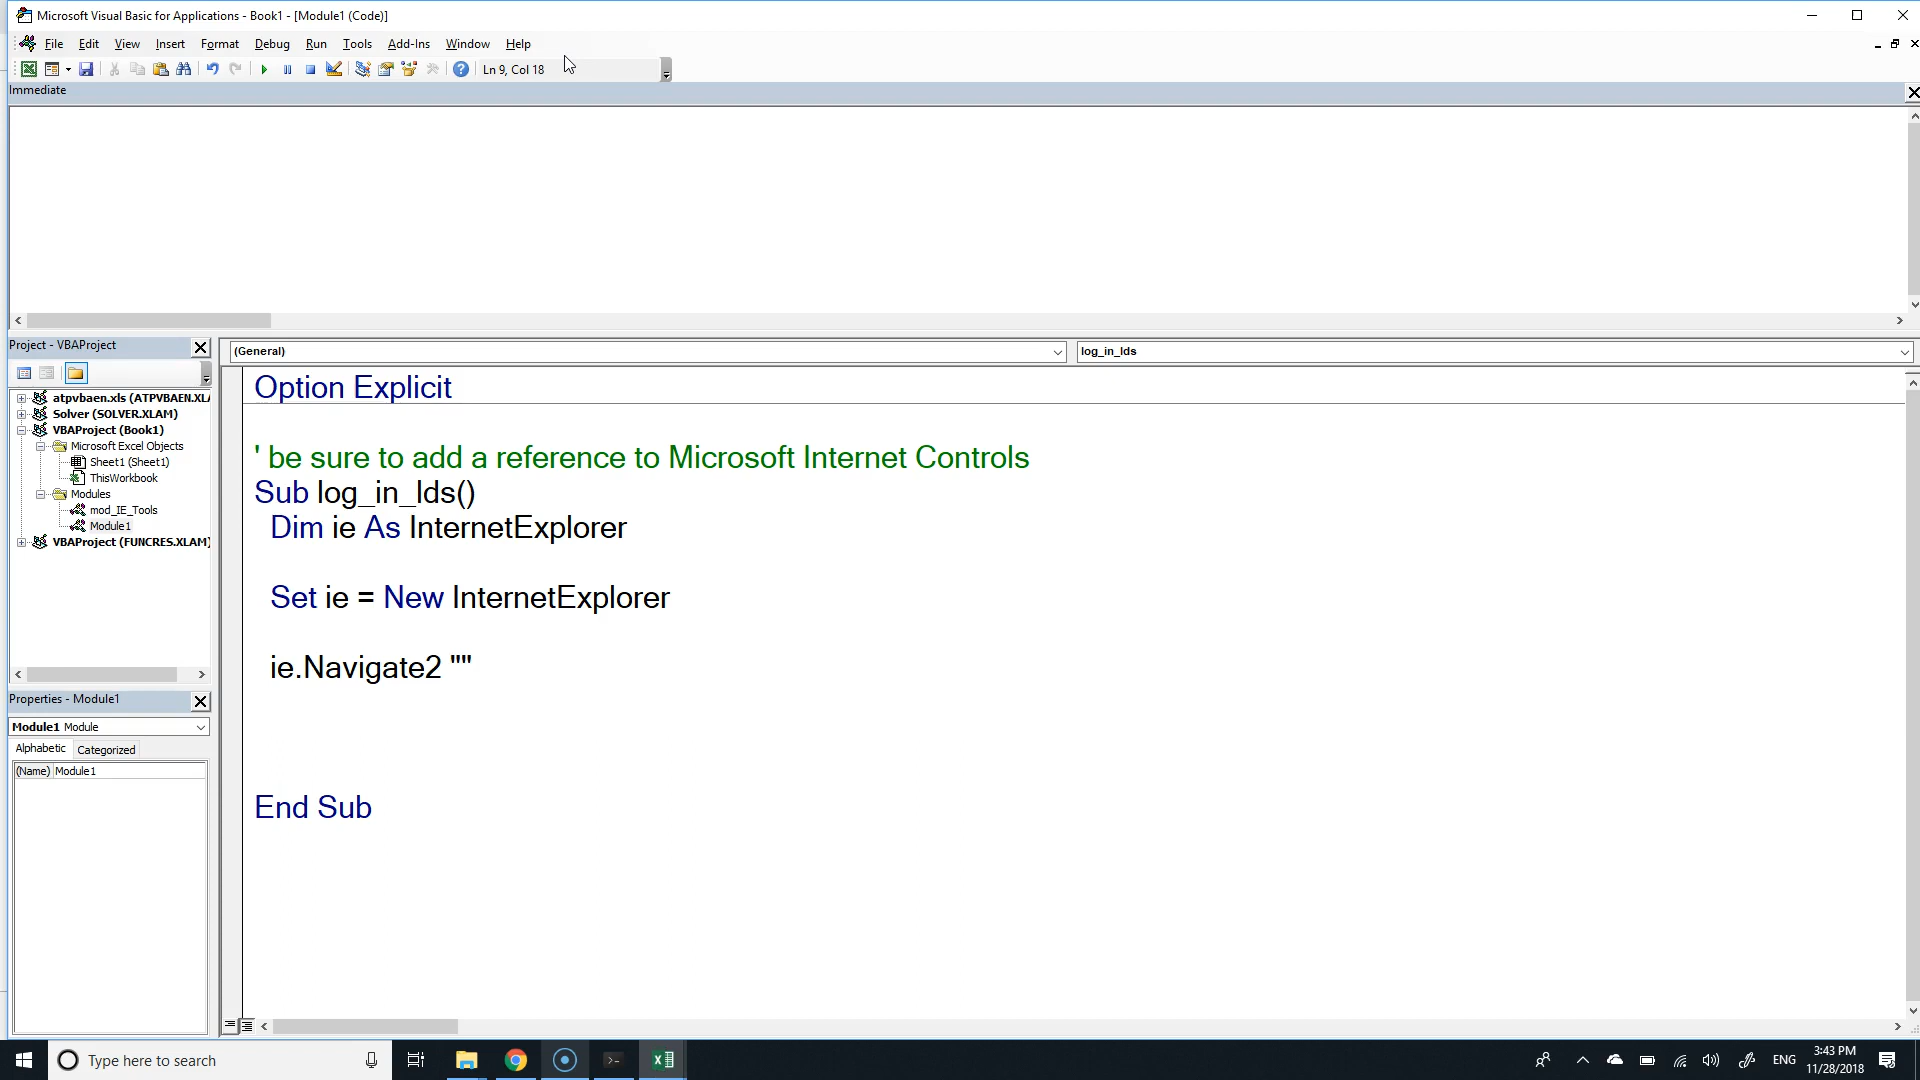 Microsoft Visual Basic for Applications - Book1 - [Module1 (Code)]
File Edit View Insert Format Debug Run Tools Add-Ins Window Help
Ln 9, Col 18
Immediate
Project - VBAProject
atpvbaen.xls (ATPVBAEN.XLA
Solver (SOLVER.XLAM)
VBAProject (Book1)
Microsoft Excel Objects
Sheet1 (Sheet1)
ThisWorkbook
Modules
mod_IE_Tools
Module1
VBAProject (FUNCRES.XLAM)
Properties - Module1
Module1 Module
Alphabetic Categorized
(Name) Module1
(General) log_in_lds
Option Explicit
' be sure to add a reference to Microsoft Internet Controls
Sub log_in_lds()
Dim ie As InternetExplorer
Set ie = New InternetExplorer
ie.Navigate2 ""
End Sub
Type here to search
ENG
3:43 PM
11/28/2018